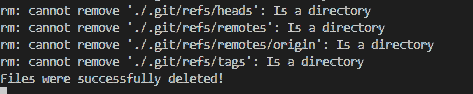 rm: cannot remove './.git/refs/heads': Is a directory
rm: cannot remove './.git/refs/remotes': Is a directory
rm: cannot remove './.git/refs/remotes/origin': Is a directory
rm: cannot remove './.git/refs/tags': Is a directory
Files were successfully deleted!